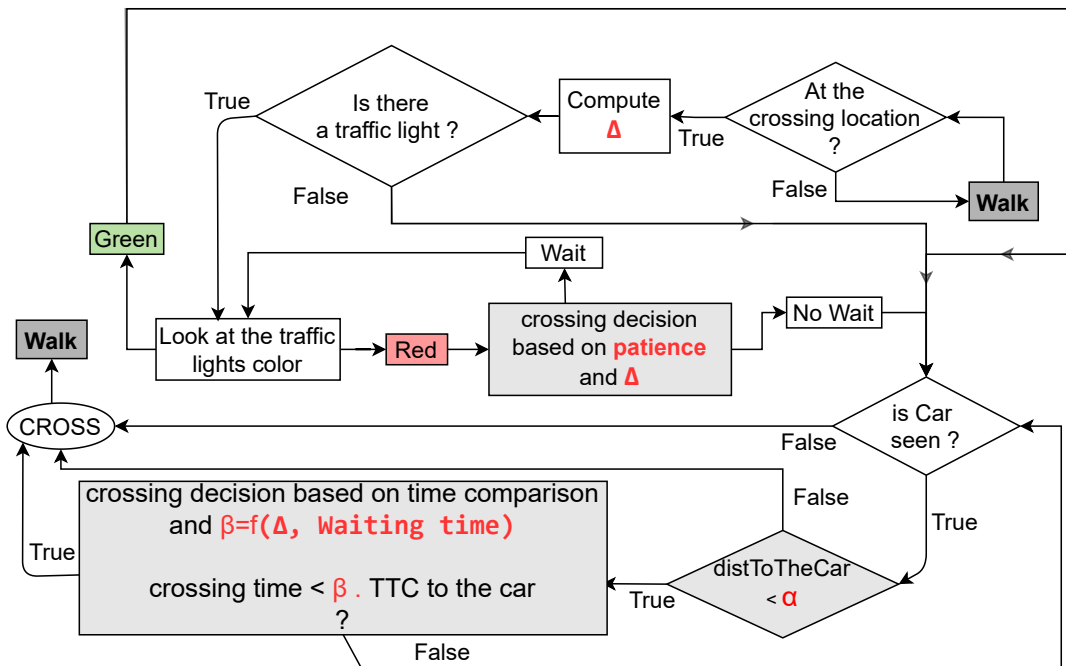 True
Is there
a traffic light ?
Compute
Δ
True
At the
crossing location
?
False
Walk
False
Green
Wait
Look at the traffic
lights color
Red
crossing decision
based on patience
and Δ
No Wait
Walk
CROSS
is Car
seen ?
False
True
crossing decision based on time comparison
and β=f(Δ, Waiting time)
crossing time < β . TTC to the car
?
True
False
distToTheCar
< α
True
False